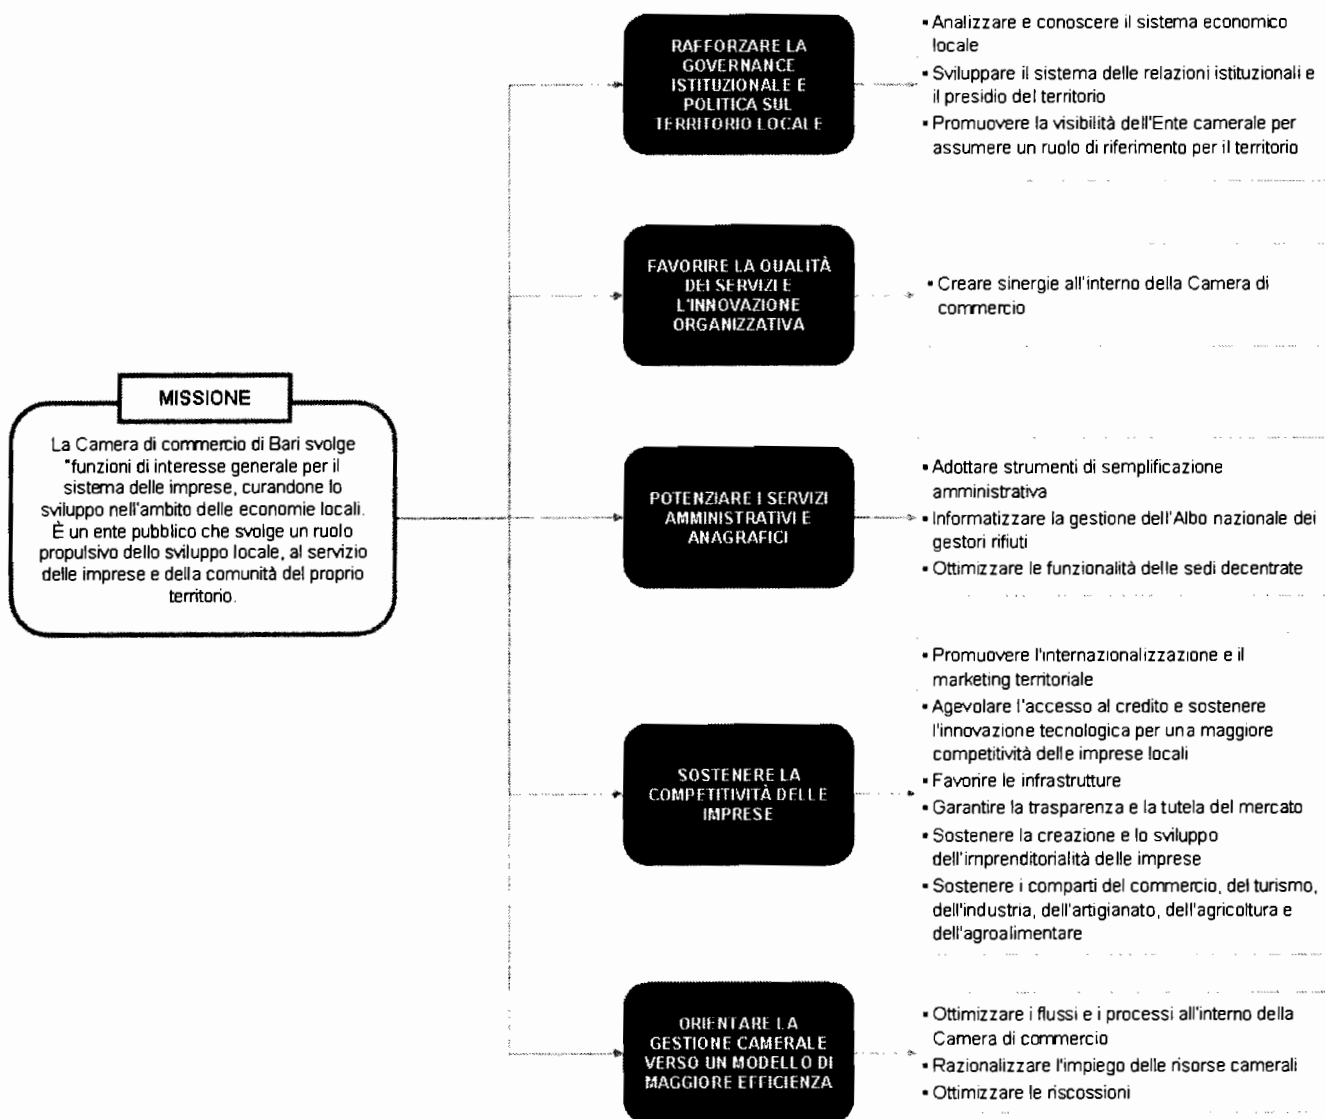 RAFFORZARE LA
GOVERNANCE
ISTITUZIONALE E
POLITICA SUL
TERRITORIO LOCALE
▪ Analizzare e conoscere il sistema economico
locale
▪ Sviluppare il sistema delle relazioni istituzionali e
il presidio del territorio
▪ Promuovere la visibilità dell'Ente camerale per
assumere un ruolo di riferimento per il territorio
FAVORIRE LA QUALITÀ
DEI SERVIZI E
L'INNOVAZIONE
ORGANIZZATIVA
▪ Creare sinergie all'interno della Camera di
commercio
MISSIONE
La Camera di commercio di Bari svolge
"funzioni di interesse generale per il
sistema delle imprese, curandone lo
sviluppo nell'ambito delle economie locali.
È un ente pubblico che svolge un ruolo
propulsivo dello sviluppo locale, al servizio
delle imprese e della comunità del proprio
territorio.
POTENZIARE I SERVIZI
AMMINISTRATIVI E
ANAGRAFICI
▪ Adottare strumenti di semplificazione
amministrativa
▪ Informatizzare la gestione dell'Albo nazionale dei
gestori rifiuti
▪ Ottimizzare le funzionalità delle sedi decentrate
SOSTENERE LA
COMPETITIVITÀ DELLE
IMPRESE
▪ Promuovere l'internazionalizzazione e il
marketing territoriale
▪ Agevolare l'accesso al credito e sostenere
l'innovazione tecnologica per una maggiore
competitività delle imprese locali
▪ Favorire le infrastrutture
▪ Garantire la trasparenza e la tutela del mercato
▪ Sostenere la creazione e lo sviluppo
dell'imprenditorialità delle imprese
▪ Sostenere i comparti del commercio, del turismo,
dell'industria, dell'artigianato, dell'agricoltura e
dell'agroalimentare
ORIENTARE LA
GESTIONE CAMERALE
VERSO UN MODELLO DI
MAGGIORE EFFICIENZA
▪ Ottimizzare i flussi e i processi all'interno della
Camera di commercio
▪ Razionalizzare l'impiego delle risorse camerali
▪ Ottimizzare le riscossioni